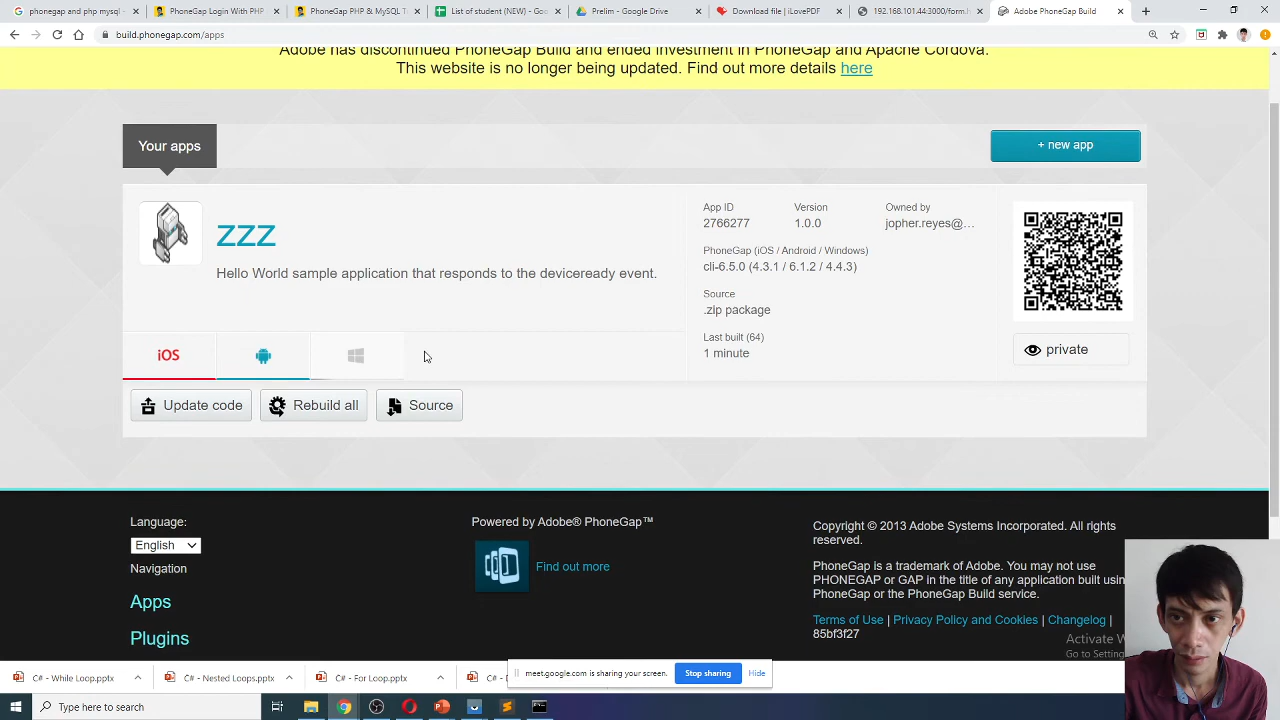 phonegap and php mysql -
PhoneGap Login With PHP
PhoneGap PHP & MySQL T
List of student (NEW) - Goo
Prelim - Google Drive
Download file | iLovePDF
192.168.101.44:3000/form.h
Adobe PhoneGap Build
build.phonegap.com/apps
Adobe has discontinued PhoneGap Build and ended investment in PhoneGap and Apache Cordova.
This website is no longer being updated. Find out more details here
Your apps
+ new app
zzz
Hello World sample application that responds to the deviceready event.
App ID
2766277
Version
1.0.0
Owned by
jopher.reyes@...
PhoneGap (iOS / Android / Windows)
cli-6.5.0 (4.3.1 / 6.1.2 / 4.4.3)
Source
.zip package
Last built (64)
1 minute
private
iOS
Update code
Rebuild all
Source
Language:
English
Navigation
Apps
Plugins
Powered by Adobe® PhoneGap™
Find out more
Copyright © 2013 Adobe Systems Incorporated. All rights
reserved.
PhoneGap is a trademark of Adobe. You may not use
PHONEGAP or GAP in the title of any application built using
PhoneGap or the PhoneGap Build service.
Terms of Use | Privacy Policy and Cookies | Changelog |
85bf3f27
Activate W
Go to Setting
C# - While Loop.pptx
C# - Nested Loops.pptx
C# - For Loop.pptx
C# -
meet.google.com is sharing your screen.
Stop sharing
Hide
Type here to search